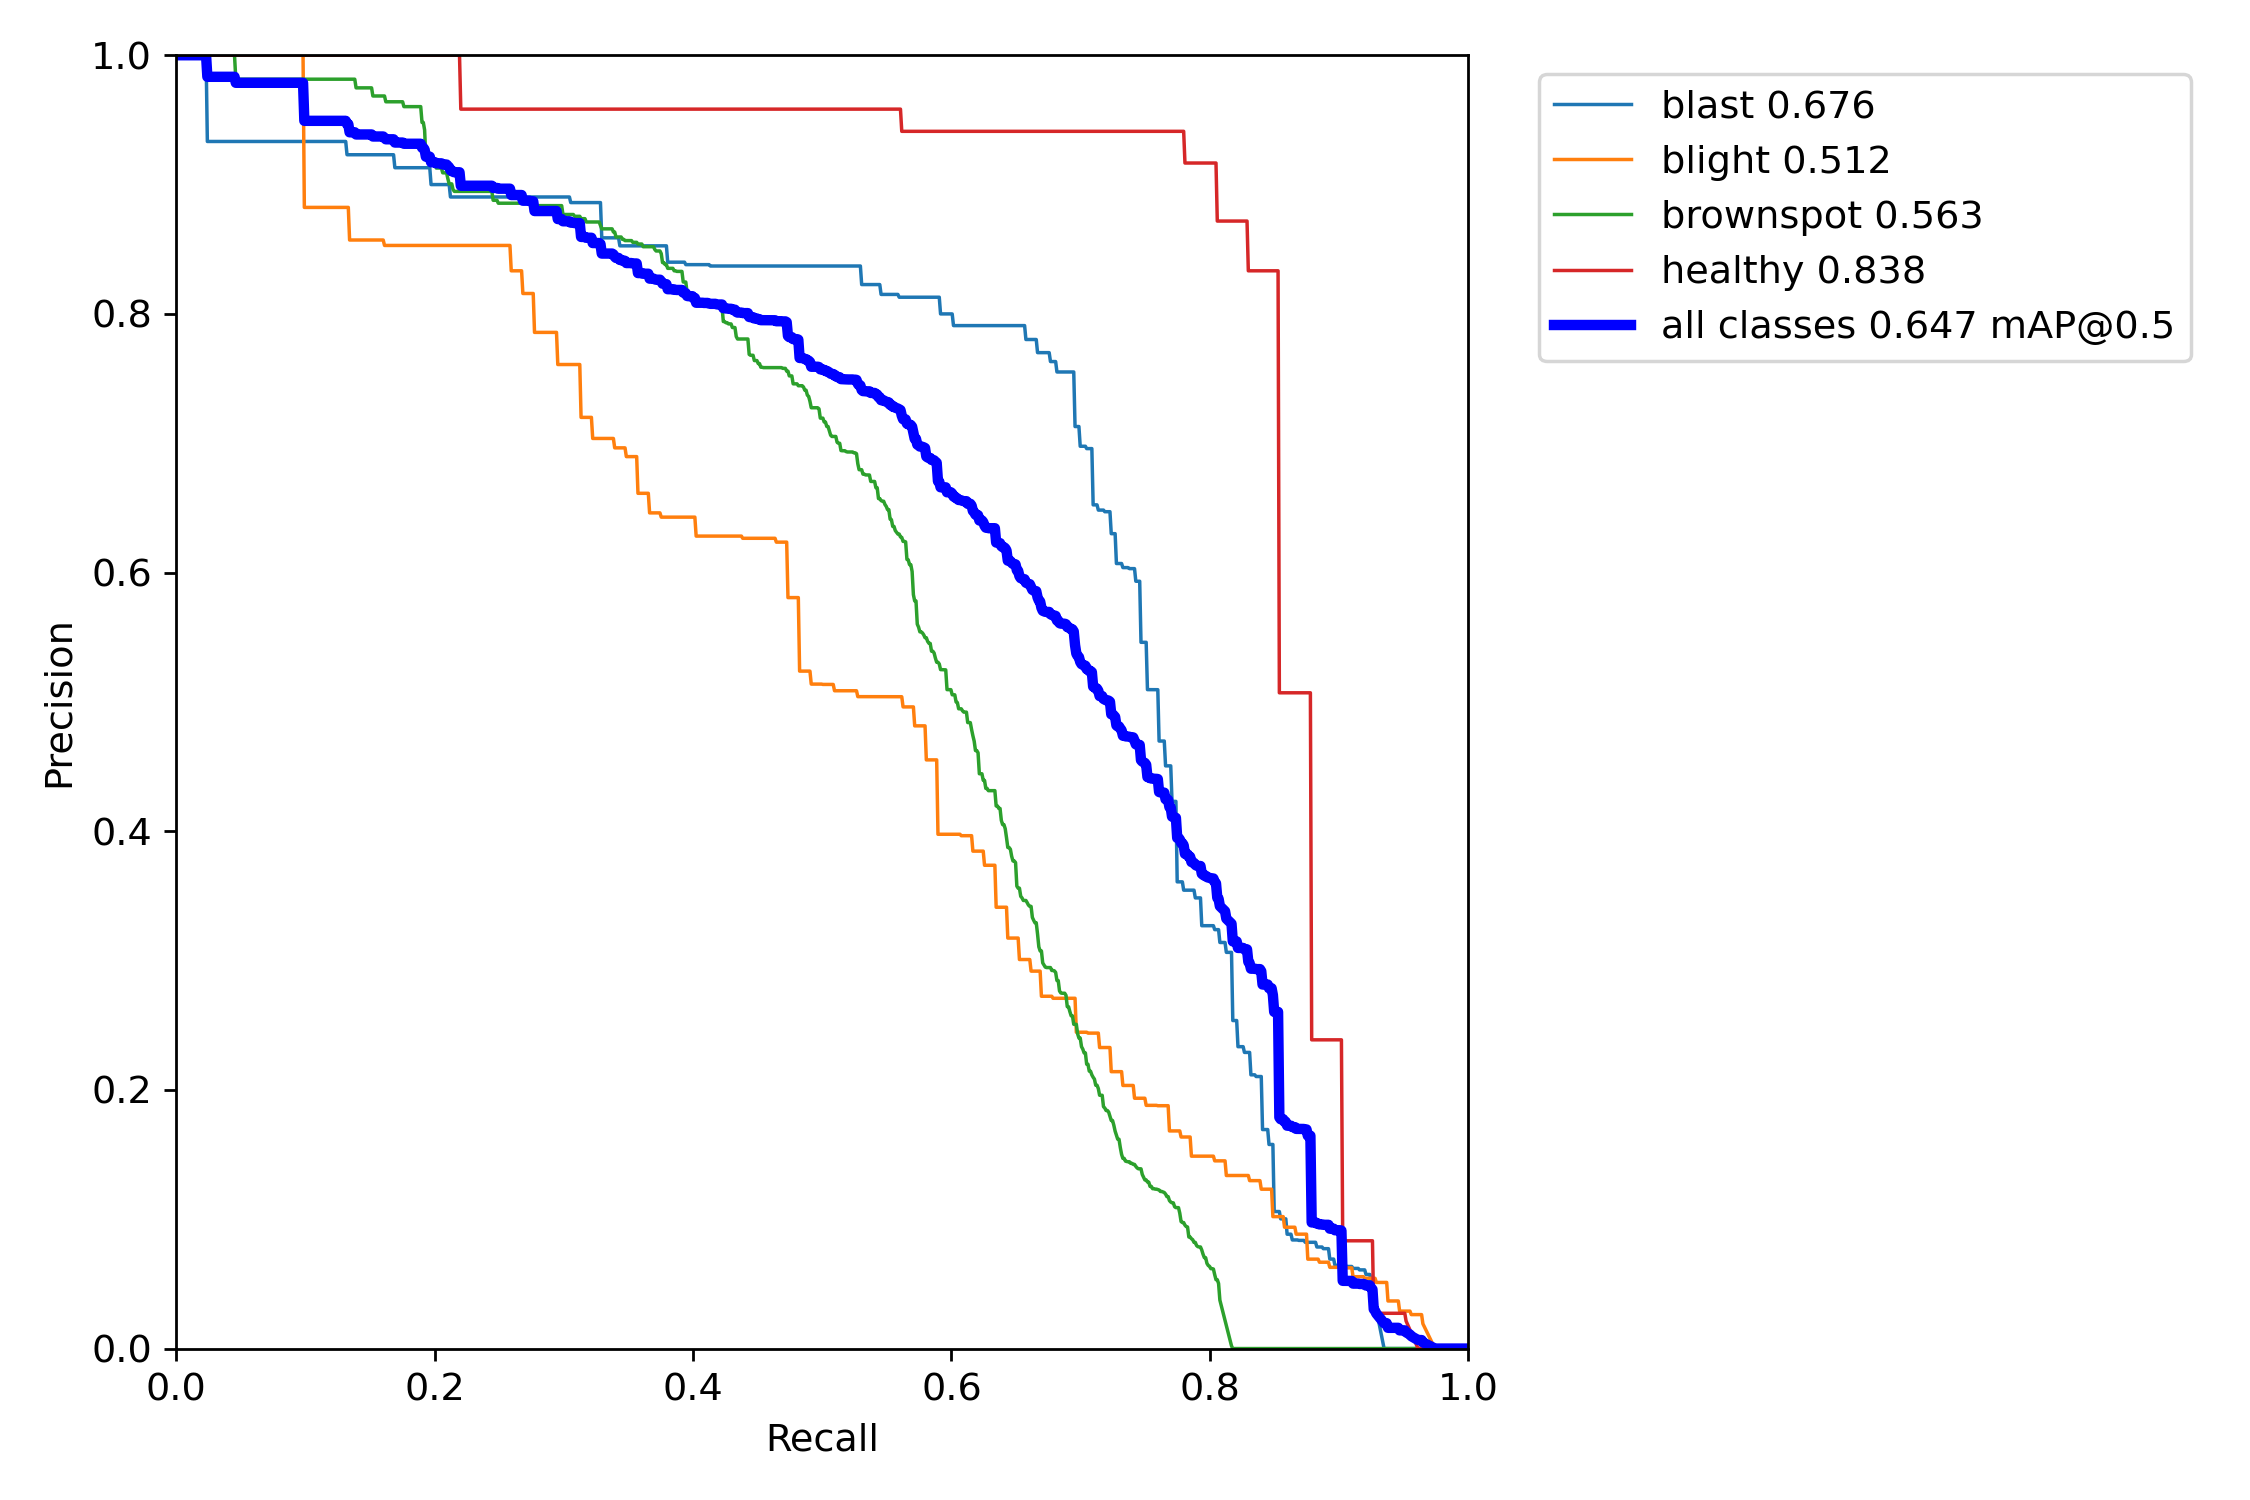 1.0
0.8
0.6
0.4
0.2
0.0
Precision
0.0 0.2 0.4 0.6 0.8 1.0
Recall
blast 0.676
blight 0.512
brownspot 0.563
healthy 0.838
all classes 0.647 mAP@0.5